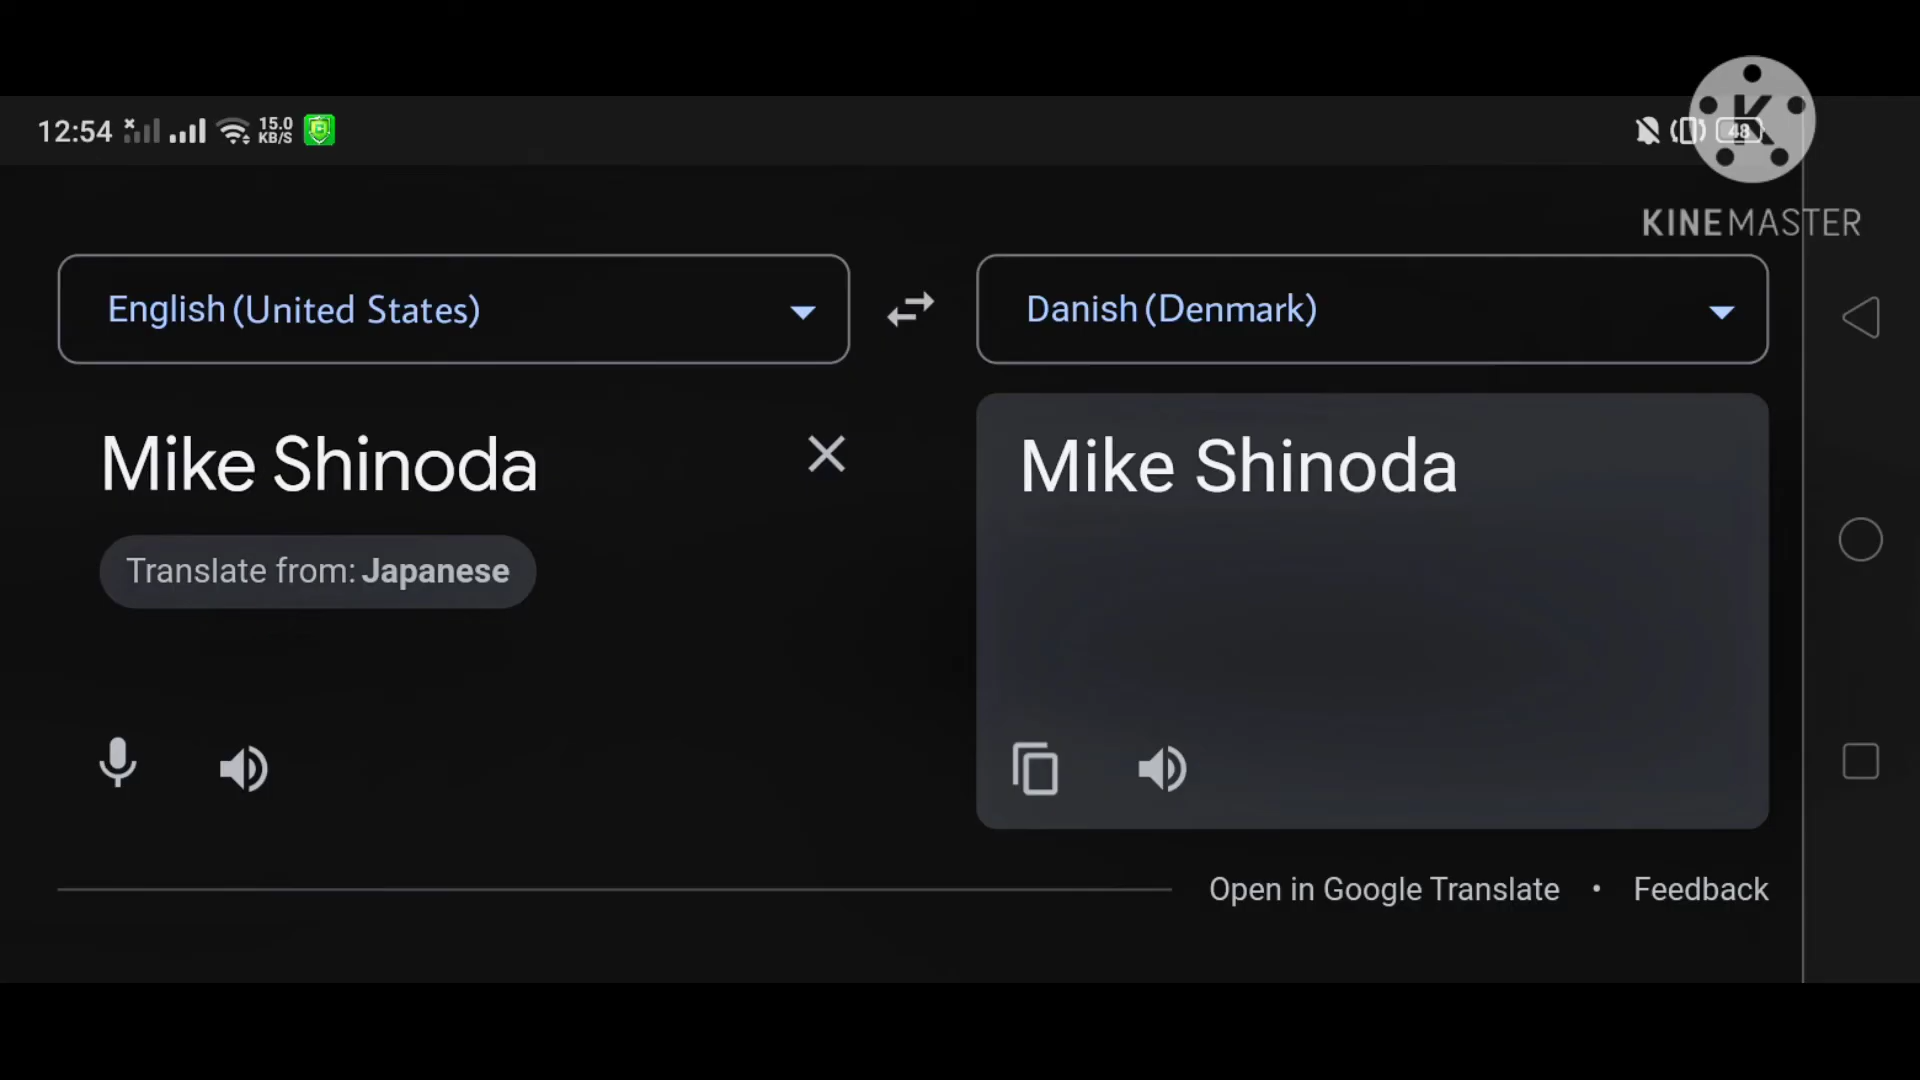 12:54 15.0 KB/S 48
KINEMASTER
English (United States) Danish (Denmark)
Mike Shinoda Mike Shinoda
Translate from: Japanese
Open in Google Translate • Feedback